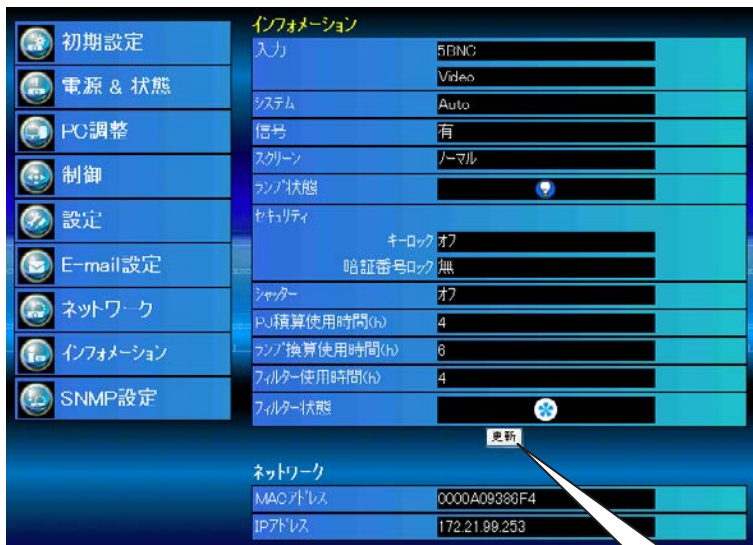 初期設定
電源 & 状態
PC調整
制御
設定
E-mail設定
ネットワーク
インフォメーション
SNMP設定
インフォメーション
入力 5BNC
Video
システム Auto
信号 有
スクリーン ノーマル
ランプ状態
セキュリティ
キーロック オフ
暗証番号ロック 無
シャッター オフ
PJ積算使用時間(h) 4
ランプ換算使用時間(h) 6
フィルター使用時間(h) 4
フィルター状態
更新
ネットワーク
MACアドレス 0000A09386F4
IPアドレス 172.21.99.253